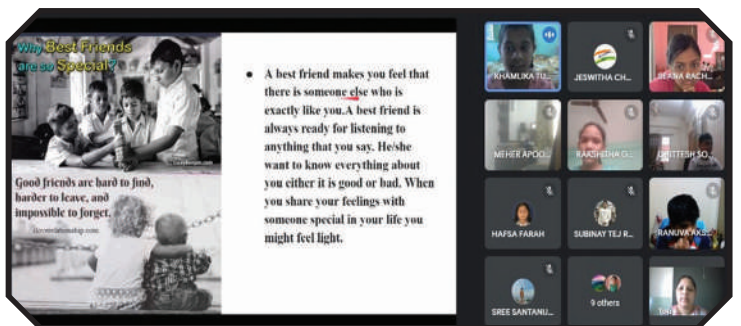 Why Best Friends
are so Special?
Good friends are hard to find,
harder to leave, and
impossible to forget.
• A best friend makes you feel that
there is someone else who is
exactly like you.A best friend is
always ready for listening to
anything that you say. He/she
want to know everything about
you either it is good or bad. When
you share your feelings with
someone special in your life you
might feel light.
KHAMLIKA TU...
JESWITHA CH...
RACH...
MEHER APOO...
RAKSHITHA G...
SO...
HAFSA FARAH
SUBINAY TEJ R...
RANUVA AKS...
SREE SANTANU...
9 others